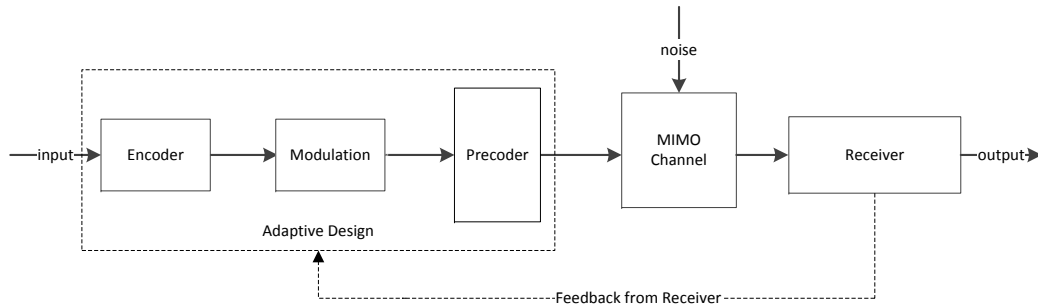 noise
input
Encoder
Modulation
Precoder
MIMO
Channel
Receiver
output
Adaptive Design
Feedback from Receiver